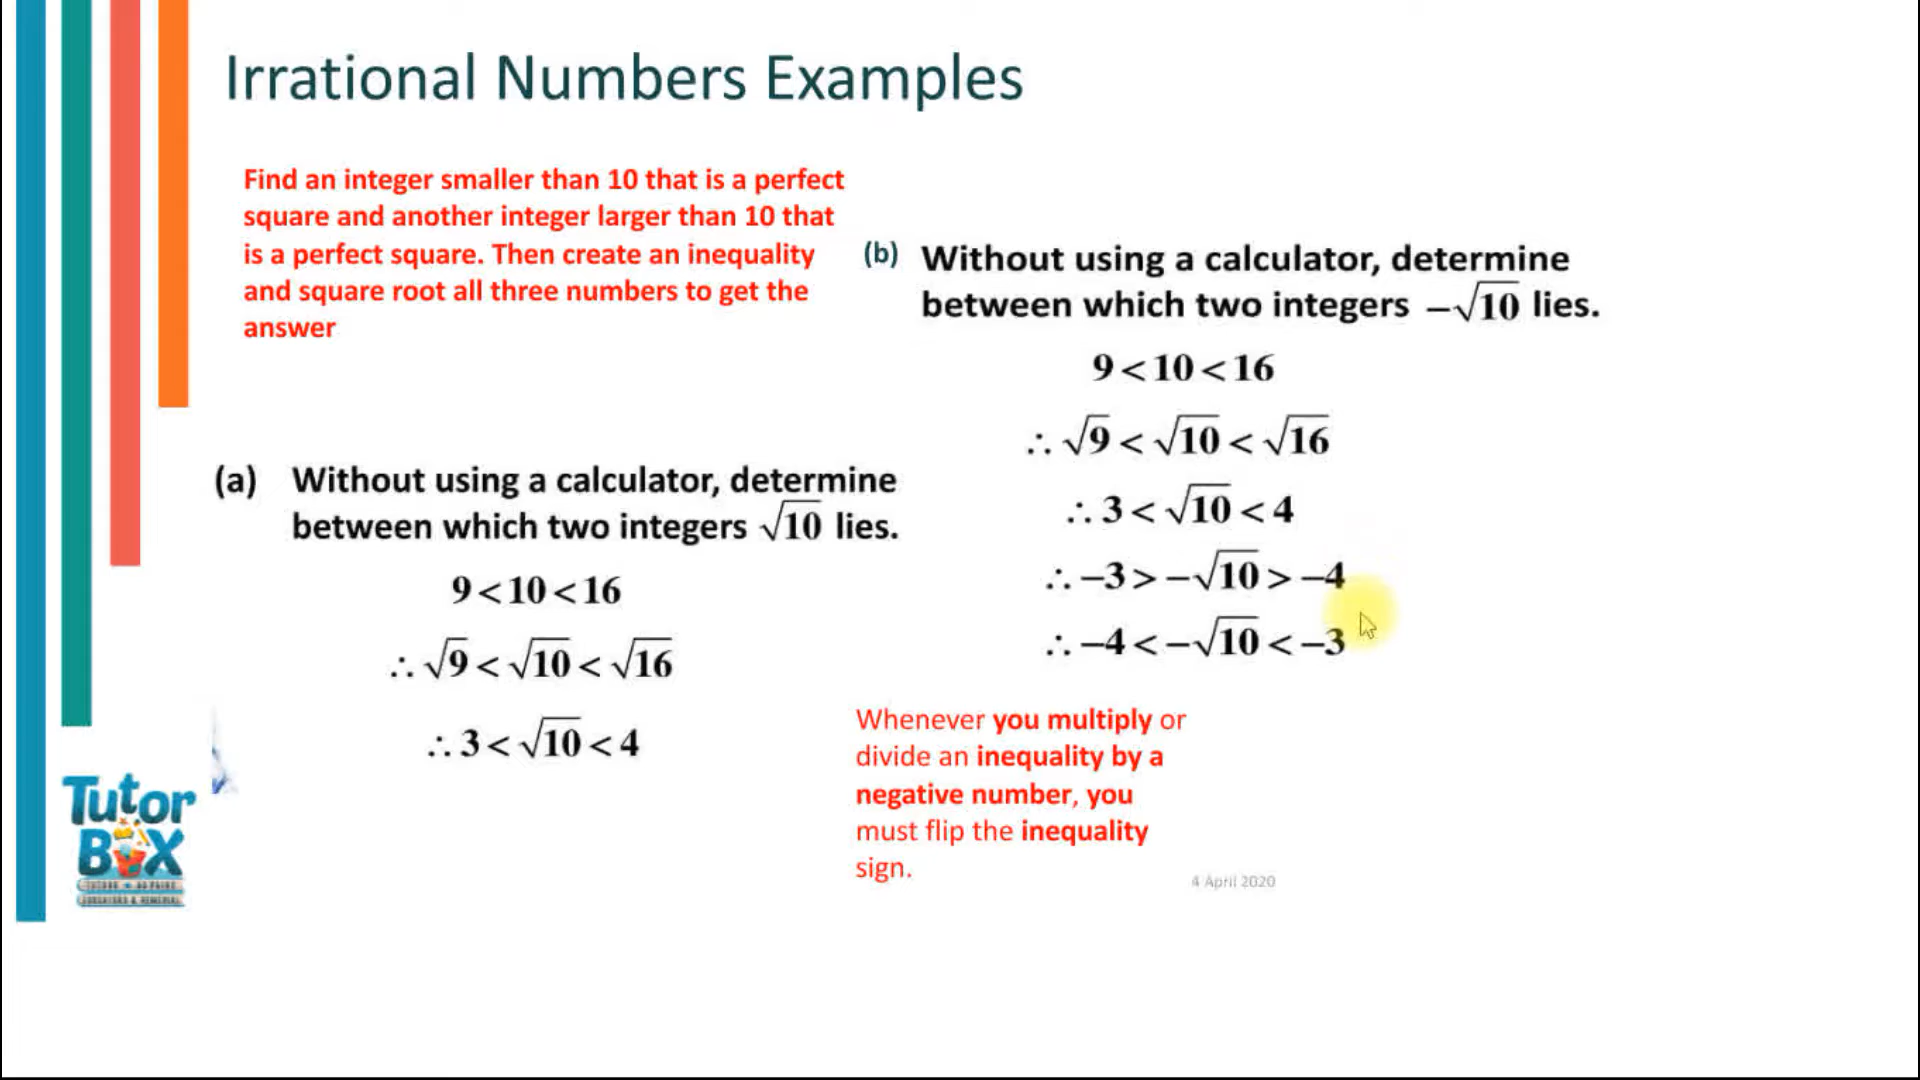 Irrational Numbers Examples
Find an integer smaller than 10 that is a perfect
square and another integer larger than 10 that
is a perfect square. Then create an inequality
and square root all three numbers to get the
answer
(a) Without using a calculator, determine
between which two integers √10 lies.
9 < 10 < 16
∴ √9 < √10 < √16
∴ 3 < √10 < 4
(b) Without using a calculator, determine
between which two integers −√10 lies.
9 < 10 < 16
∴ √9 < √10 < √16
∴ 3 < √10 < 4
∴ −3 > −√10 > −4
∴ −4 < −√10 < −3
Whenever you multiply or
divide an inequality by a
negative number, you
must flip the inequality
sign.
4 April 2020
Tutor
BOX